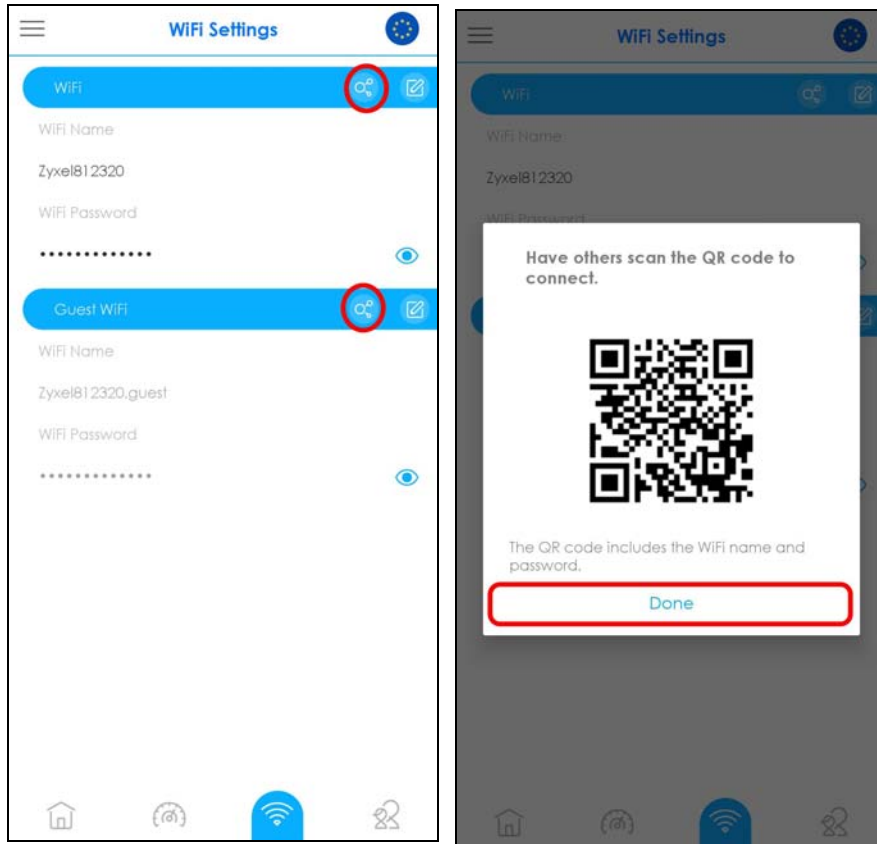 WiFi Settings
WiFi
WiFi Name
Zyxel812320
WiFi Password
Guest WiFi
WiFi Name
Zyxel812320.guest
WiFi Password
WiFi Settings
WiFi
WiFi Name
Zyxel812320
WiFi Password
Have others scan the QR code to
connect.
The QR code includes the WiFi name and
password.
Done